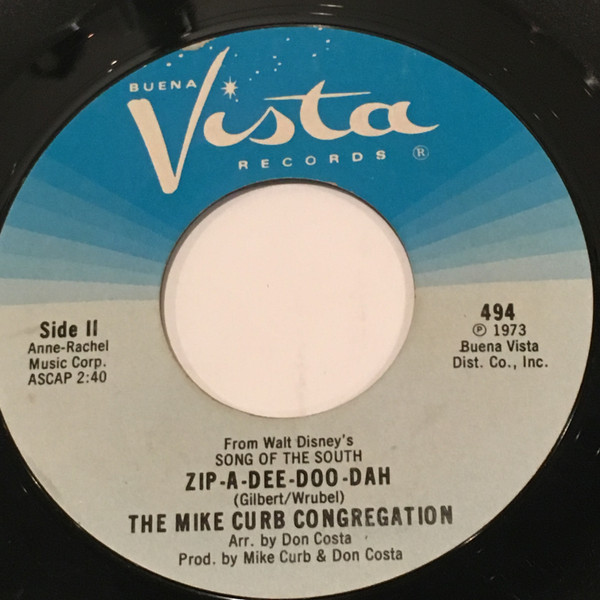 BUENA
Vista
RECORDS ®
Side II
Anne-Rachel
Music Corp.
ASCAP 2:40
494
℗ 1973
Buena Vista
Dist. Co., Inc.
From Walt Disney's
SONG OF THE SOUTH
ZIP-A-DEE-DOO-DAH
(Gilbert/Wrubel)
THE MIKE CURB CONGREGATION
Arr. by Don Costa
Prod. by Mike Curb & Don Costa